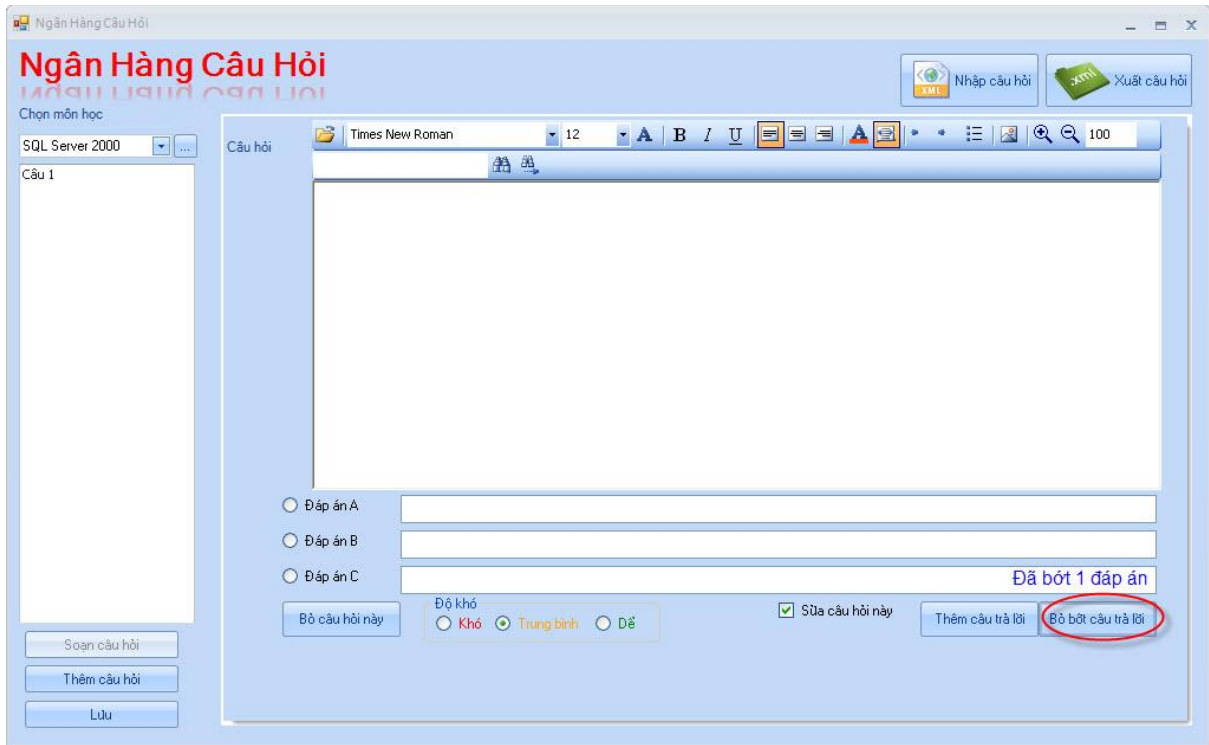 Ngân Hàng Câu Hỏi
Ngân Hàng Câu Hỏi
Nhập câu hỏi
Xuất câu hỏi
Chọn môn học
SQL Server 2000
...
Câu 1
Câu hỏi
Times New Roman
12
A
B I U
A
100
Đáp án A
Đáp án B
Đáp án C
Đã bớt 1 đáp án
Bỏ câu hỏi này
Độ khó
Khó
Trung bình
Dể
Sửa câu hỏi này
Thêm câu trả lời
Bỏ bớt câu trả lời
Soạn câu hỏi
Thêm câu hỏi
Lưu
XML
xml